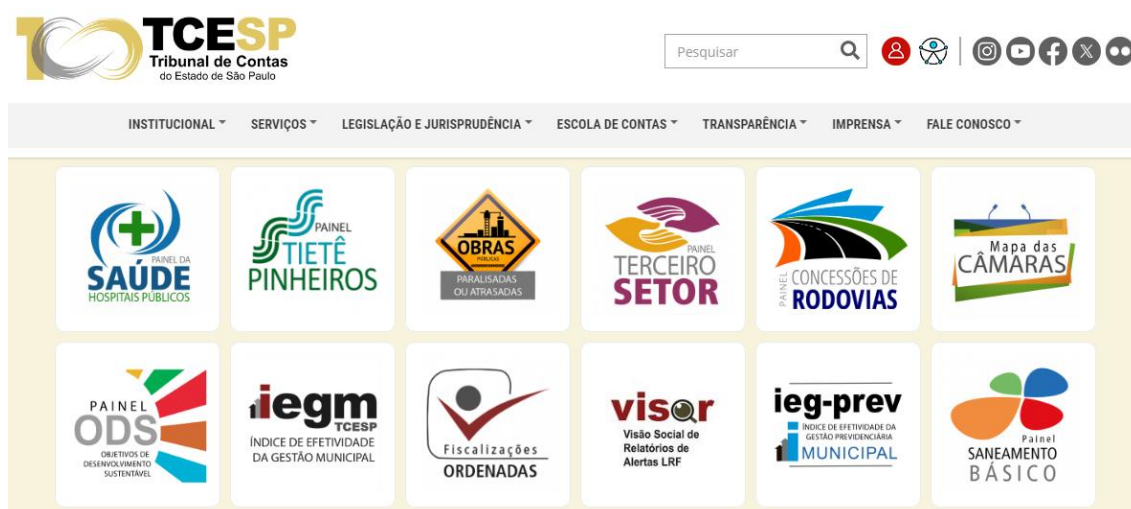 TCESP
Tribunal de Contas
do Estado de São Paulo
Pesquisar
INSTITUCIONAL SERVIÇOS LEGISLAÇÃO E JURISPRUDÊNCIA ESCOLA DE CONTAS TRANSPARÊNCIA IMPRENSA FALE CONOSCO
PAINEL DA
SAÚDE
HOSPITAIS PÚBLICOS
PAINEL
TIETÊ
PINHEIROS
OBRAS
PÚBLICAS
PARALISADAS
OU ATRASADAS
PAINEL
TERCEIRO
SETOR
PAINEL
CONCESSÕES DE
RODOVIAS
Mapa das
CÂMARAS
PAINEL
ODS
OBJETIVOS DE
DESENVOLVIMENTO
SUSTENTÁVEL
iegm
TCESP
ÍNDICE DE EFETIVIDADE
DA GESTÃO MUNICIPAL
Fiscalizações
ORDENADAS
visor
Visão Social de
Relatórios de
Alertas LRF
ieg-prev
ÍNDICE DE EFETIVIDADE DA
GESTÃO PREVIDENCIÁRIA
MUNICIPAL
Painel
SANEAMENTO
BÁSICO